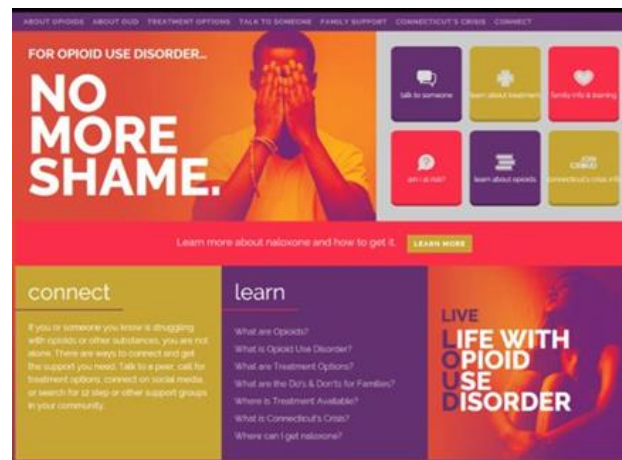 ABOUT OPIOIDS ABOUT OUD TREATMENT OPTIONS TALK TO SOMEONE FAMILY SUPPORT CONNECTICUT'S CRISIS CONNECT
FOR OPIOID USE DISORDER...
NO
MORE
SHAME.
talk to someone
learn about treatment
family info & training
am I at risk?
learn about opioids
connecticut's crisis info
Learn more about naloxone and how to get it.
LEARN MORE
connect
If you or someone you know is struggling
with opioids or other substances, you are not
alone. There are ways to connect and get
the support you need. Talk to a peer, call for
treatment options, connect on social media,
or search for 12 step or other support groups
in your community.
learn
What are Opioids?
What is Opioid Use Disorder?
What are Treatment Options?
What are the Do's & Don'ts for Families?
Where is Treatment Available?
What is Connecticut's Crisis?
Where can I get naloxone?
LIVE
LIFE WITH
OPIOID
USE
DISORDER